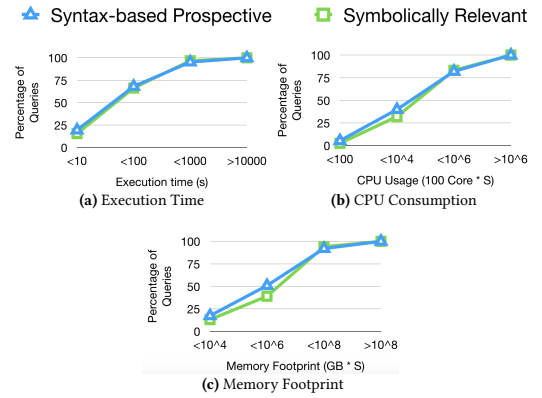 Syntax-based Prospective Symbolically Relevant
Percentage of
Queries
100
75
50
25
0
<10 <100 <1000 >10000
Execution time (s)
(a) Execution Time
Percentage of
Queries
100
75
50
25
0
<100 <10^4 <10^6 >10^6
CPU Usage (100 Core * S)
(b) CPU Consumption
Percentage of
Queries
100
75
50
25
0
<10^4 <10^6 <10^8 >10^8
Memory Footprint (GB * S)
(c) Memory Footprint